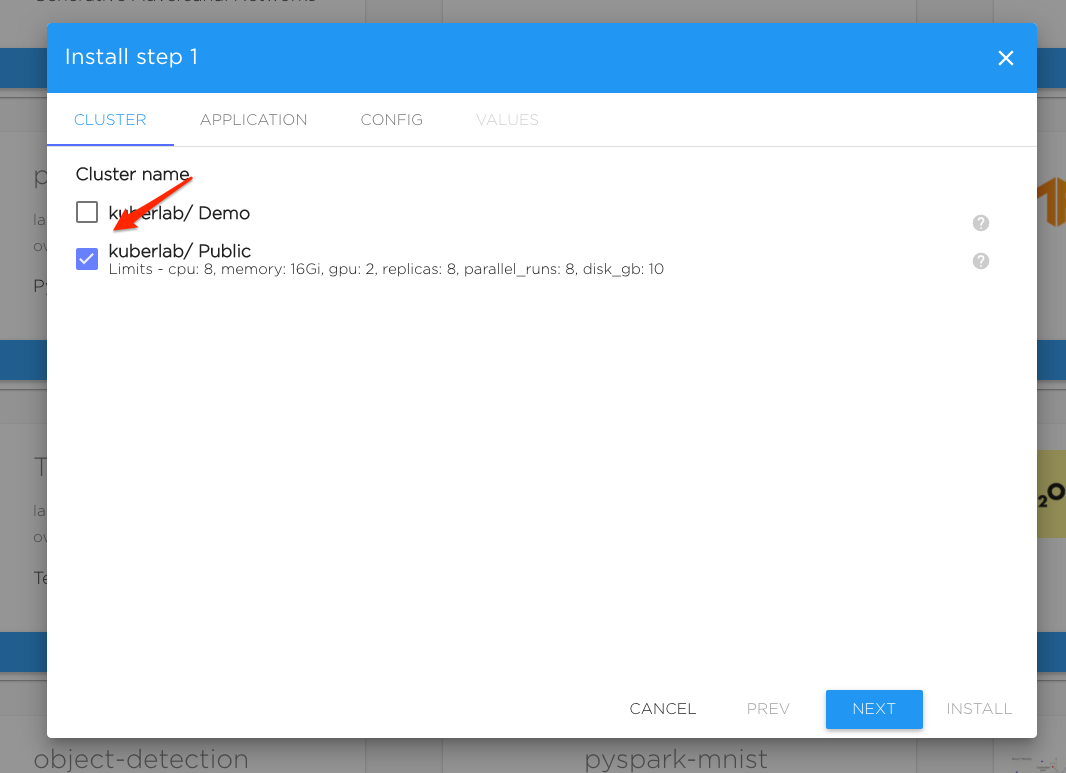 Install step 1
CLUSTER APPLICATION CONFIG VALUES
Cluster name
kuberlab/ Demo
kuberlab/ Public
Limits - cpu: 8, memory: 16Gi, gpu: 2, replicas: 8, parallel_runs: 8, disk_gb: 10
CANCEL PREV NEXT INSTALL
object-detection
pyspark-mnist